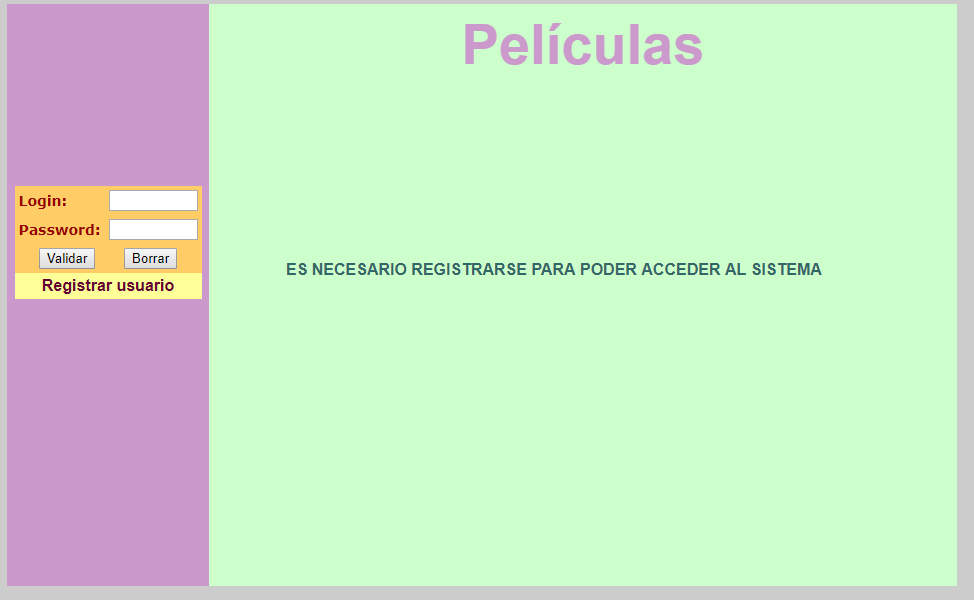 Películas
Login:
Password:
Validar Borrar
Registrar usuario
ES NECESARIO REGISTRARSE PARA PODER ACCEDER AL SISTEMA